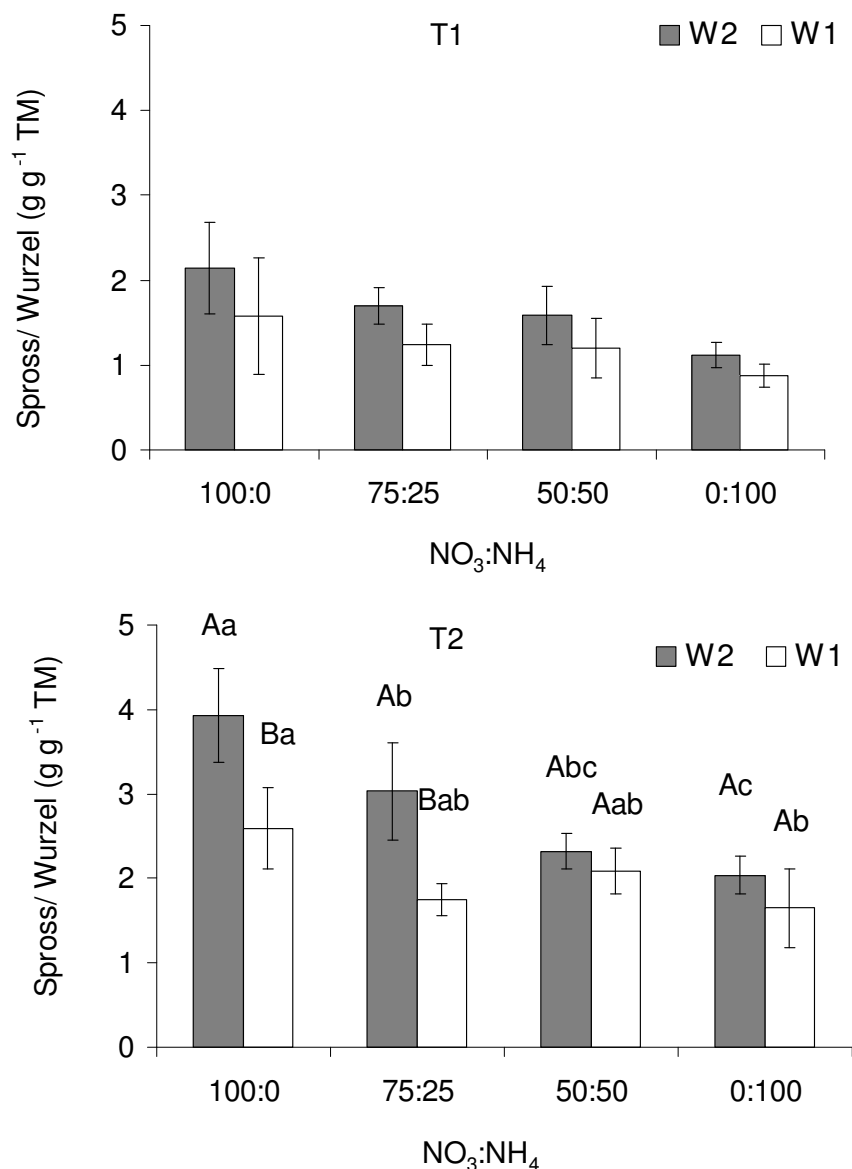 T1
W2 W1
Spross/ Wurzel (g g⁻¹ TM)
5
4
3
2
1
0
100:0 75:25 50:50 0:100
NO₃:NH₄
T2
W2 W1
Spross/ Wurzel (g g⁻¹ TM)
5
4
3
2
1
0
Aa
Ba
Ab
Bab
Abc
Aab
Ac
Ab
100:0 75:25 50:50 0:100
NO₃:NH₄